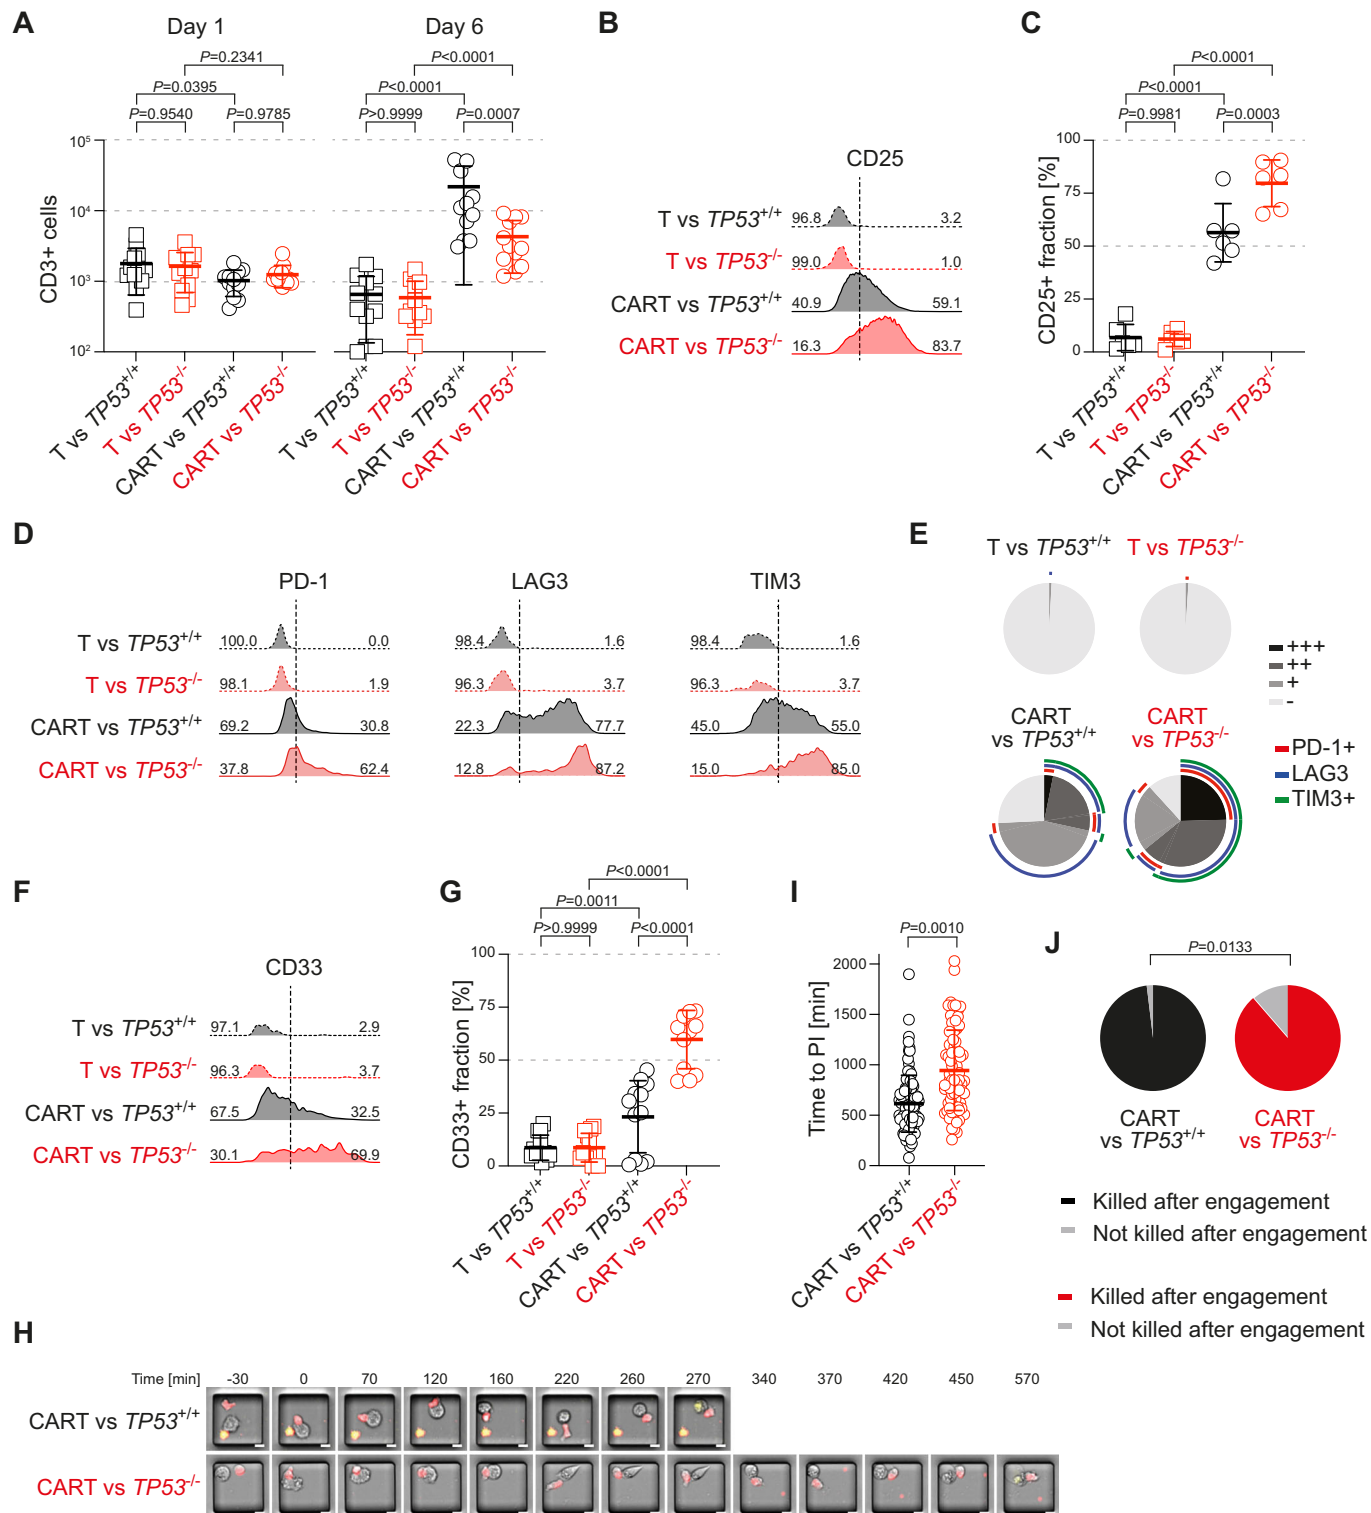 A
Day 1
Day 6
P=0.2341
P<0.0001
P=0.0395
P<0.0001
P=0.9540
P=0.9785
P>0.9999
P=0.0007
CD3+ cells
10⁵
10⁴
10³
10²
T vs TP53+/+
T vs TP53-/-
CART vs TP53+/+
CART vs TP53-/-
T vs TP53+/+
T vs TP53-/-
CART vs TP53+/+
CART vs TP53-/-
B
CD25
T vs TP53+/+ 96.8 3.2
T vs TP53-/- 99.0 1.0
CART vs TP53+/+ 40.9 59.1
CART vs TP53-/- 16.3 83.7
C
P<0.0001
P<0.0001
P=0.9981
P=0.0003
CD25+ fraction [%]
100
75
50
25
0
T vs TP53+/+
T vs TP53-/-
CART vs TP53+/+
CART vs TP53-/-
D
PD-1 LAG3 TIM3
T vs TP53+/+ 100.0 0.0 98.4 1.6 98.4 1.6
T vs TP53-/- 98.1 1.9 96.3 3.7 96.3 3.7
CART vs TP53+/+ 69.2 30.8 22.3 77.7 45.0 55.0
CART vs TP53-/- 37.8 62.4 12.8 87.2 15.0 85.0
E
T vs TP53+/+
T vs TP53-/-
+++
++
+
-
CART
vs TP53+/+
CART
vs TP53-/-
PD-1+
LAG3
TIM3+
F
CD33
T vs TP53+/+ 97.1 2.9
T vs TP53-/- 96.3 3.7
CART vs TP53+/+ 67.5 32.5
CART vs TP53-/- 30.1 69.9
G
P<0.0001
P=0.0011
P>0.9999
P<0.0001
CD33+ fraction [%]
100
75
50
25
0
T vs TP53+/+
T vs TP53-/-
CART vs TP53+/+
CART vs TP53-/-
I
P=0.0010
Time to PI [min]
2000
1500
1000
500
0
CART vs TP53+/+
CART vs TP53-/-
J
P=0.0133
CART
vs TP53+/+
CART
vs TP53-/-
Killed after engagement
Not killed after engagement
Killed after engagement
Not killed after engagement
H
Time [min] -30 0 70 120 160 220 260 270 340 370 420 450 570
CART vs TP53+/+
CART vs TP53-/-